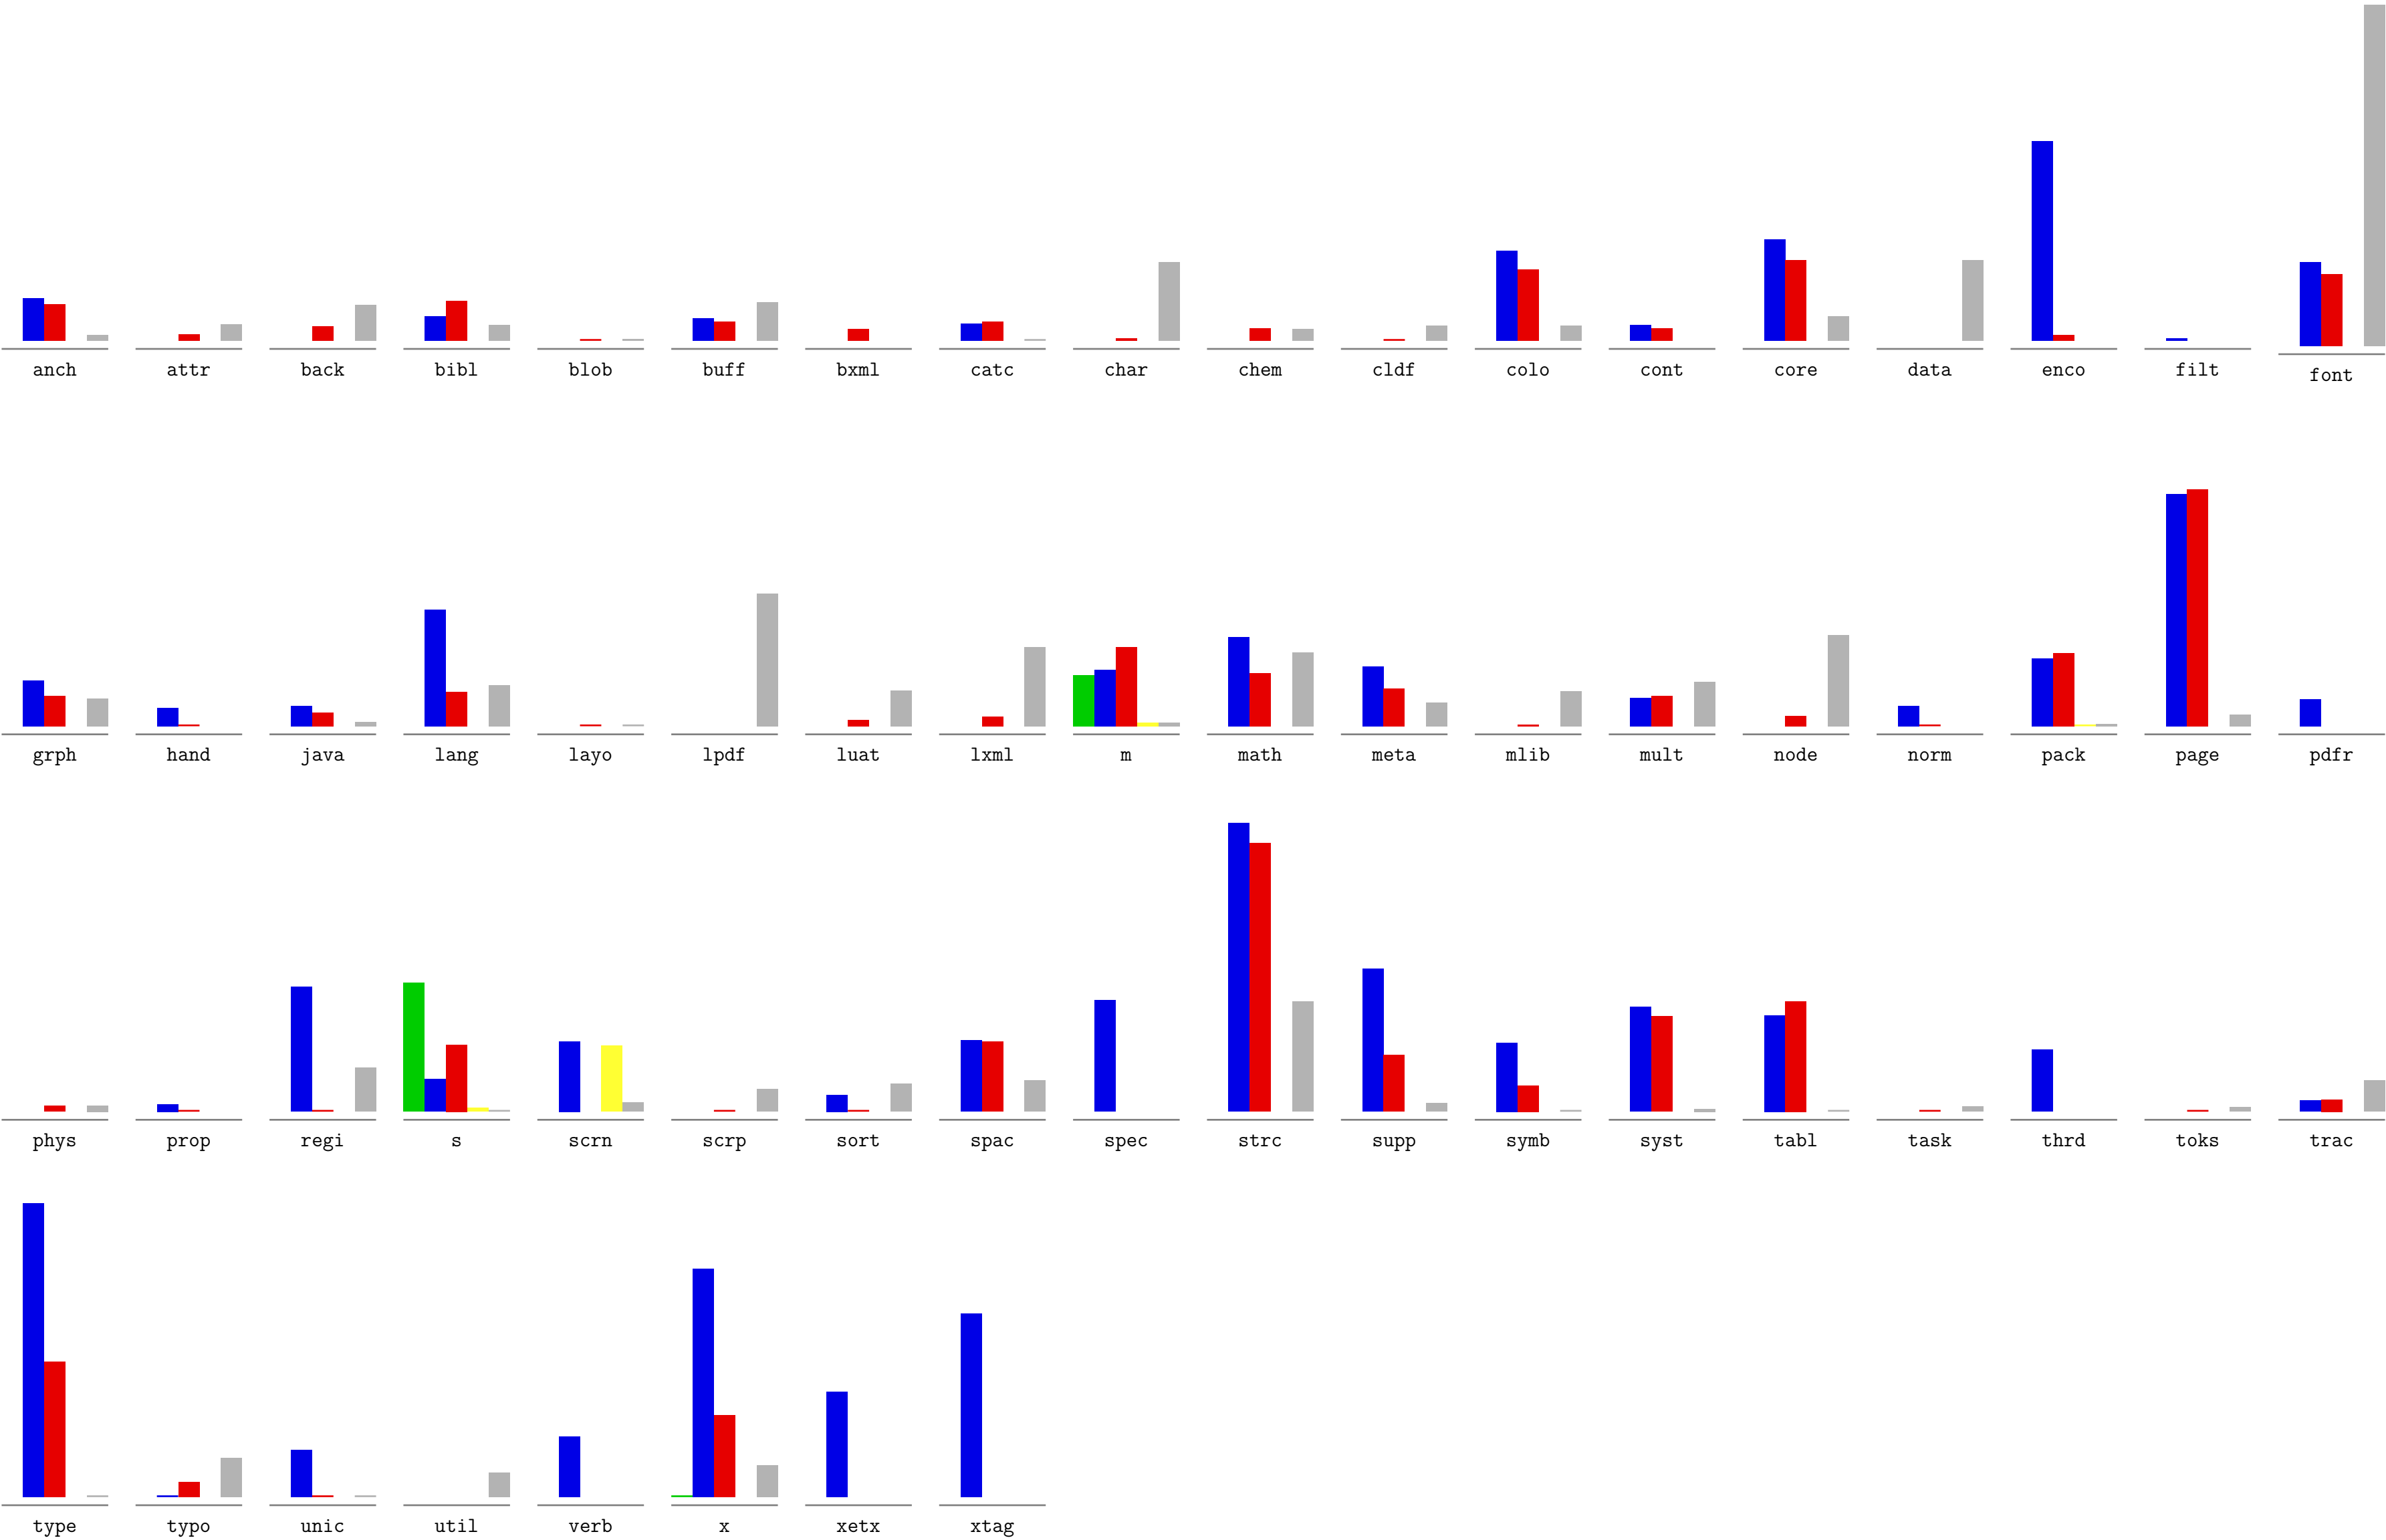 anch attr back bibl blob buff bxml catc char chem cldf colo cont core data enco filt font
grph hand java lang layo lpdf luat lxml m math meta mlib mult node norm pack page pdfr
phys prop regi s scrn scrp sort spac spec strc supp symb syst tabl task thrd toks trac
type typo unic util verb x xetx xtag